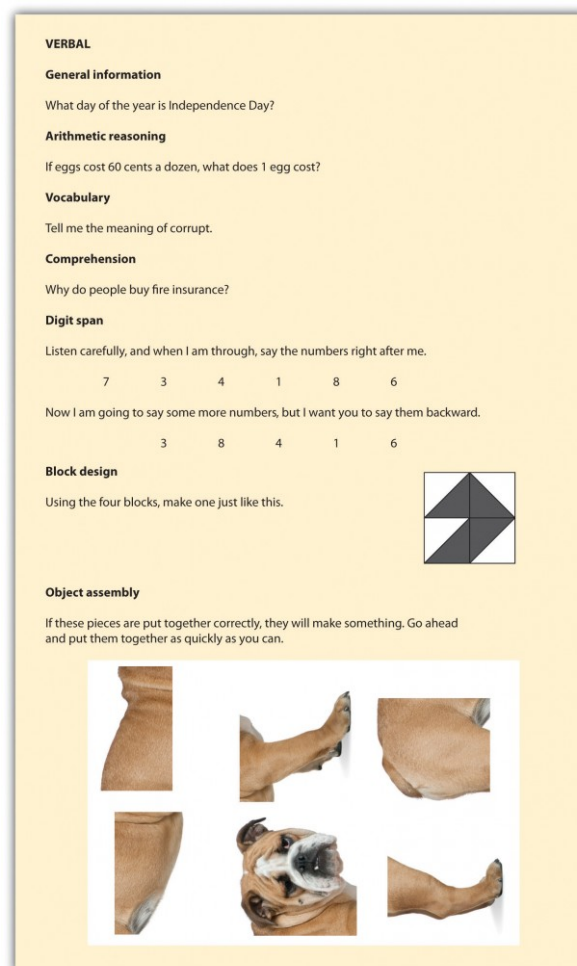 VERBAL
General information
What day of the year is Independence Day?
Arithmetic reasoning
If eggs cost 60 cents a dozen, what does 1 egg cost?
Vocabulary
Tell me the meaning of corrupt.
Comprehension
Why do people buy fire insurance?
Digit span
Listen carefully, and when I am through, say the numbers right after me.
7 3 4 1 8 6
Now I am going to say some more numbers, but I want you to say them backward.
3 8 4 1 6
Block design
Using the four blocks, make one just like this.
Object assembly
If these pieces are put together correctly, they will make something. Go ahead
and put them together as quickly as you can.